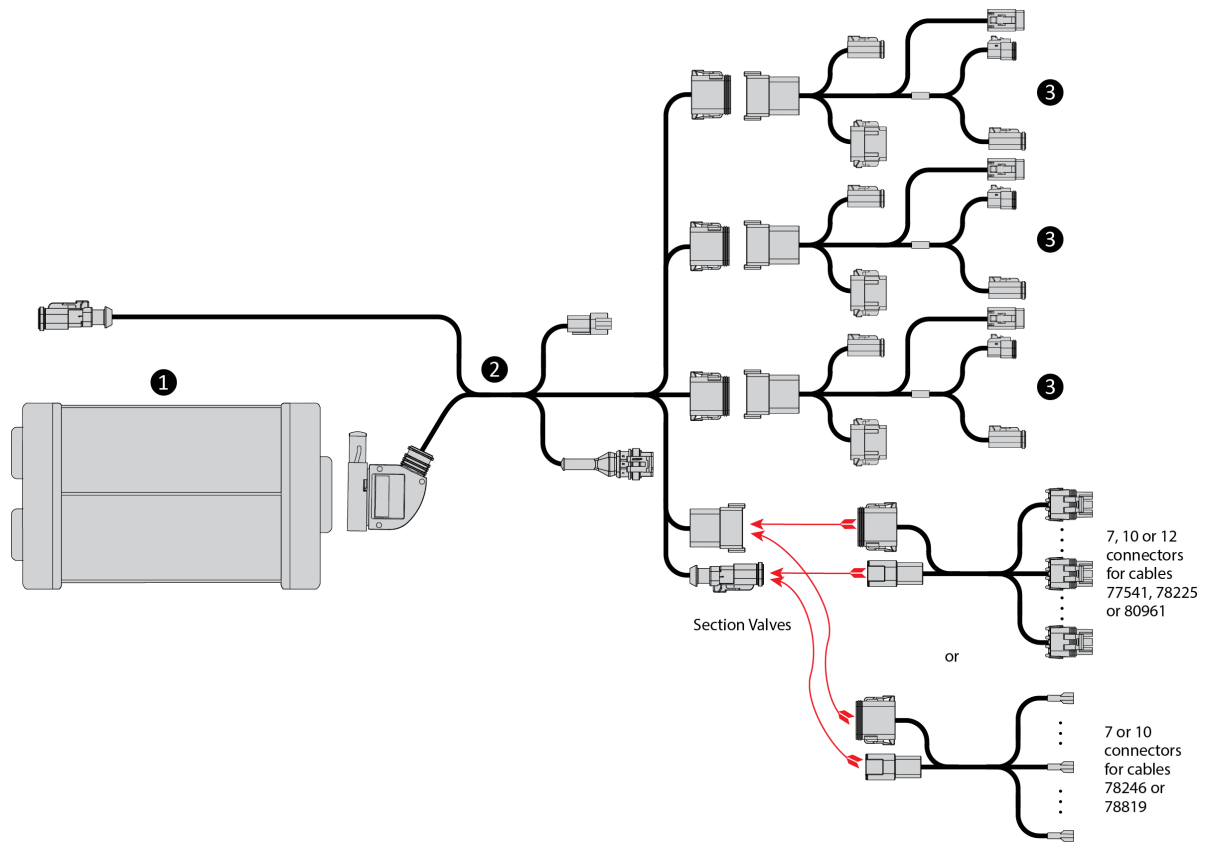 3
3
2
1
3
7, 10 or 12
connectors
for cables
77541, 78225
or 80961
Section Valves
or
7 or 10
connectors
for cables
78246 or
78819